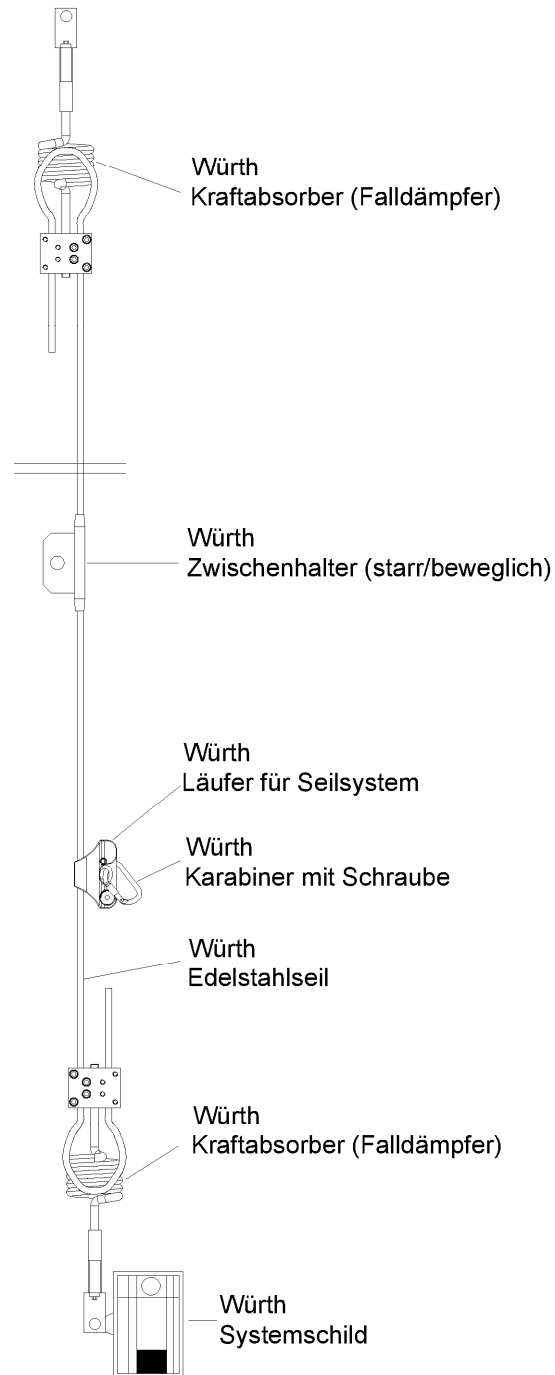 Würth
Kraftabsorber (Falldämpfer)
Würth
Zwischenhalter (starr/beweglich)
Würth
Läufer für Seilsystem
Würth
Karabiner mit Schraube
Würth
Edelstahlseil
Würth
Kraftabsorber (Falldämpfer)
Würth
Systemschild